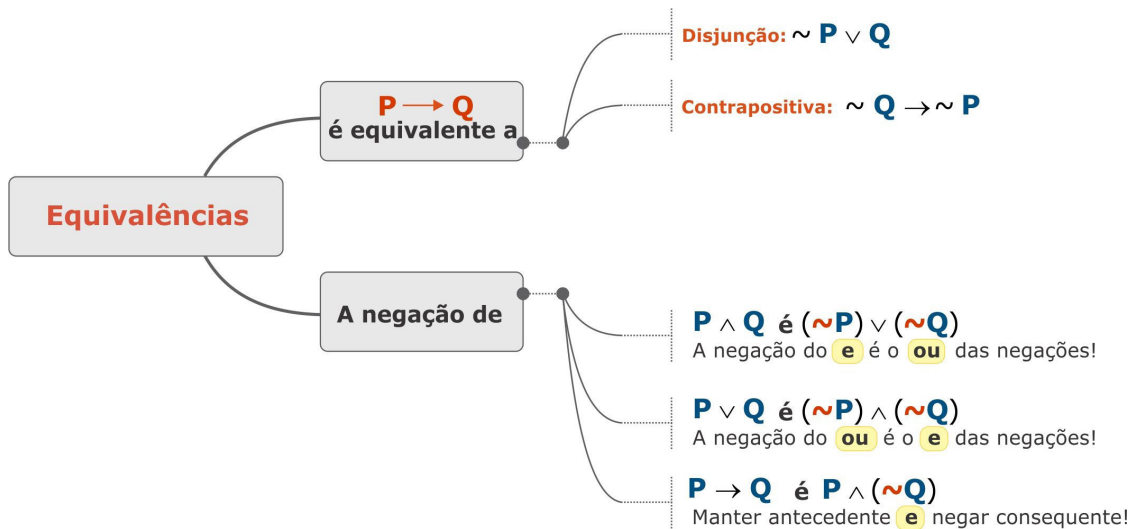 Equivalências
P → Q
é equivalente a
Disjunção: ~ P ∨ Q
Contrapositiva: ~ Q → ~ P
A negação de
P ∧ Q é (~P) ∨ (~Q)
A negação do e é o ou das negações!
P ∨ Q é (~P) ∧ (~Q)
A negação do ou é o e das negações!
P → Q é P ∧ (~Q)
Manter antecedente e negar consequente!